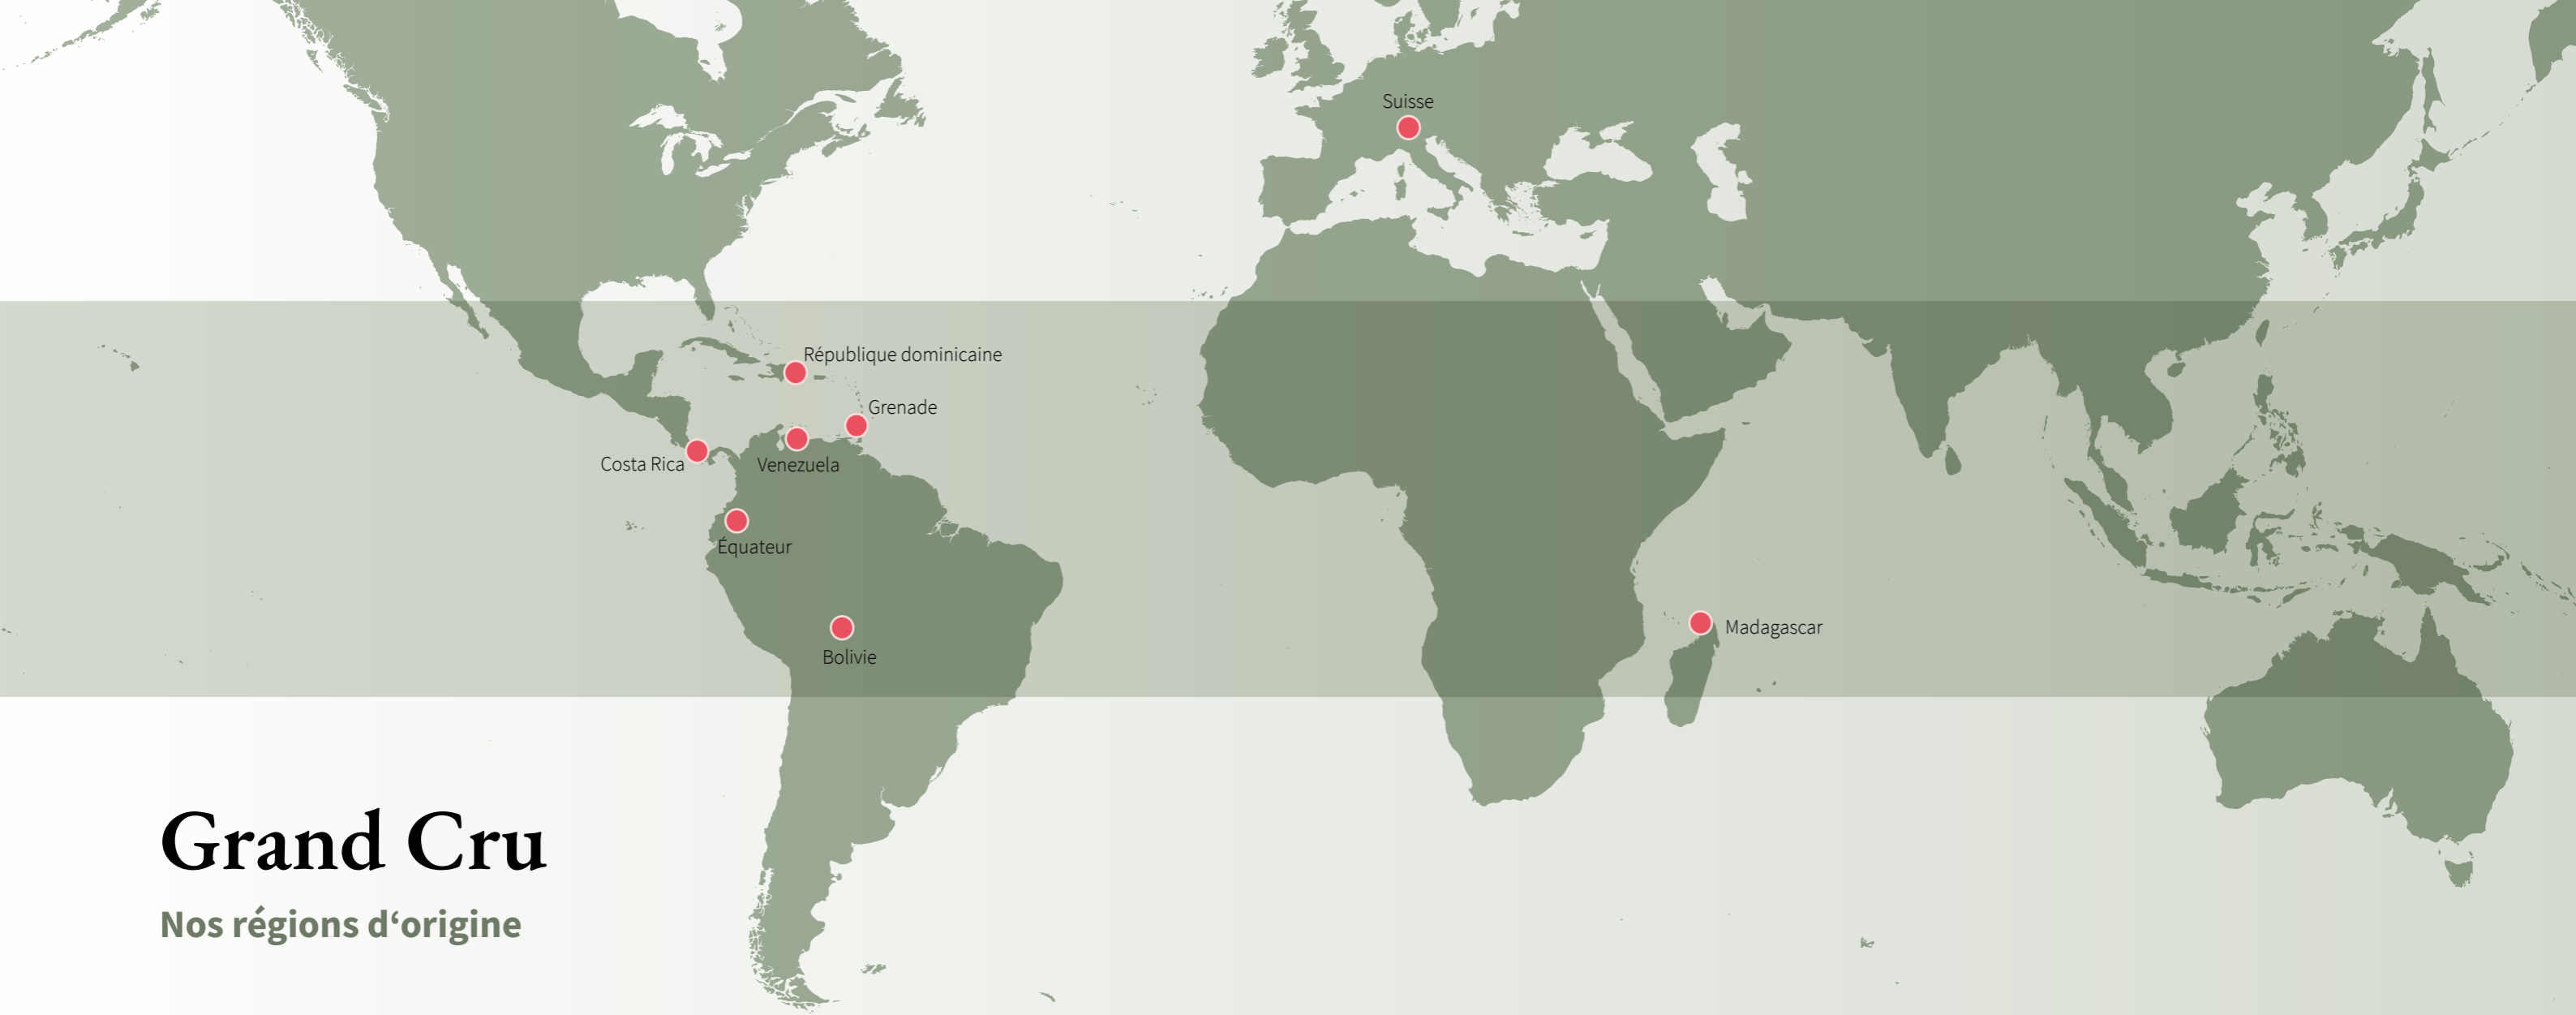 Suisse
République dominicaine
Grenade
Costa Rica
Venezuela
Équateur
Bolivie
Madagascar
Grand Cru
Nos régions d‘origine